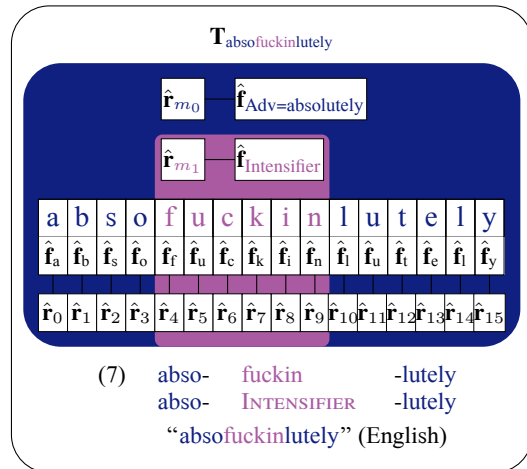 T_absofuckinlutely
r̂_m₀ f̂_Adv=absolutely
r̂_m₁ f̂_Intensifier
a b s o f u c k i n l u t e l y
f̂_a f̂_b f̂_s f̂_o f̂_f f̂_u f̂_c f̂_k f̂_i f̂_n f̂_l f̂_u f̂_t f̂_e f̂_l f̂_y
r̂_0 r̂_1 r̂_2 r̂_3 r̂_4 r̂_5 r̂_6 r̂_7 r̂_8 r̂_9 r̂_10 r̂_11 r̂_12 r̂_13 r̂_14 r̂_15
(7) abso- fuckin -lutely
abso- INTENSIFIER -lutely
“absofuckinlutely” (English)